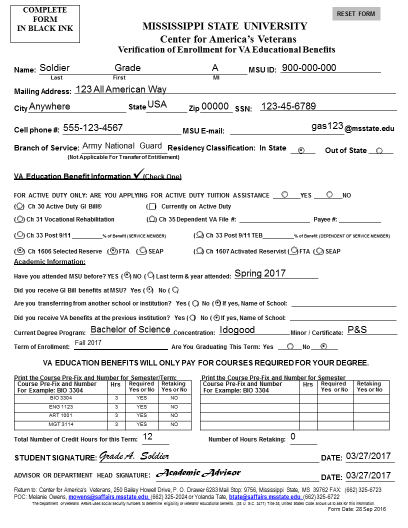 COMPLETE
FORM
IN BLACK INK
RESET FORM
MISSISSIPPI STATE UNIVERSITY
Center for America's Veterans
Verification of Enrollment for VA Educational Benefits
Name: Soldier Grade A MSU ID: 900-000-000
Last First MI
Mailing Address: 123 All American Way
City Anywhere State USA Zip 00000 SSN: 123-45-6789
Cell phone #: 555-123-4567 MSU E-mail: gas123 @msstate.edu
Branch of Service: Army National Guard Residency Classification: In State Out of State
(Not Applicable For Transfer of Entitlement)
VA Education Benefit Information ✓ (Check One)
FOR ACTIVE DUTY ONLY: ARE YOU APPLYING FOR ACTIVE DUTY TUITION ASSISTANCE YES NO
Ch 30 Active Duty GI Bill® Currently on Active Duty
Ch 31 Vocational Rehabilitation Ch 35 Dependent VA File #: Payee #:
Ch 33 Post 9/11 % of Benefit (SERVICE MEMBER) Ch 33 Post 9/11 TEB % of Benefit (DEPENDENT OF SERVICE MEMBER)
Ch 1606 Selected Reserve FTA SEAP Ch 1607 Activated Reservist FTA SEAP
Academic Information:
Have you attended MSU before? YES NO Last term & year attended: Spring 2017
Did you receive GI Bill benefits at MSU? Yes No
Are you transferring from another school or institution? Yes No If yes, Name of School:
Did you receive VA benefits at the previous institution? Yes No If yes, Name of School:
Current Degree Program: Bachelor of Science Concentration: Idogood Minor / Certificate: P&S
Term of Enrollment: Fall 2017 Are You Graduating This Term: Yes No
VA EDUCATION BENEFITS WILL ONLY PAY FOR COURSES REQUIRED FOR YOUR DEGREE.
Print the Course Pre-Fix and Number for Semester/Term: Print the Course Pre-Fix and Number for Semester
Course Pre-Fix and Number For Example: BIO 3304 Hrs Required Yes or No Retaking Yes or No Course Pre-Fix and Number For Example: BIO 3304 Hrs Required Yes or No Retaking Yes or No
BIO 3304 3 YES NO
ENG 1123 3 YES NO
ART 1001 3 YES NO
MGT 3114 3 YES NO
Total Number of Credit Hours for this Term: 12 Number of Hours Retaking: 0
STUDENT SIGNATURE: Grade A. Soldier DATE: 03/27/2017
ADVISOR OR DEPARTMENT HEAD SIGNATURE: Academic Advisor DATE: 03/27/2017
Return to: Center for America's Veterans, 250 Bailey Howell Drive, P. O. Drawer 6283 Mail Stop: 9756, Mississippi State, MS 39762 FAX: (662) 325-6723
POC: Melanie Owens, mowens@saffairs.msstate.edu, (662) 325-2024 or Yolanda Tate, btate@saffairs.msstate.edu (662) 325-6722
Form Date: 28 Sep 2016